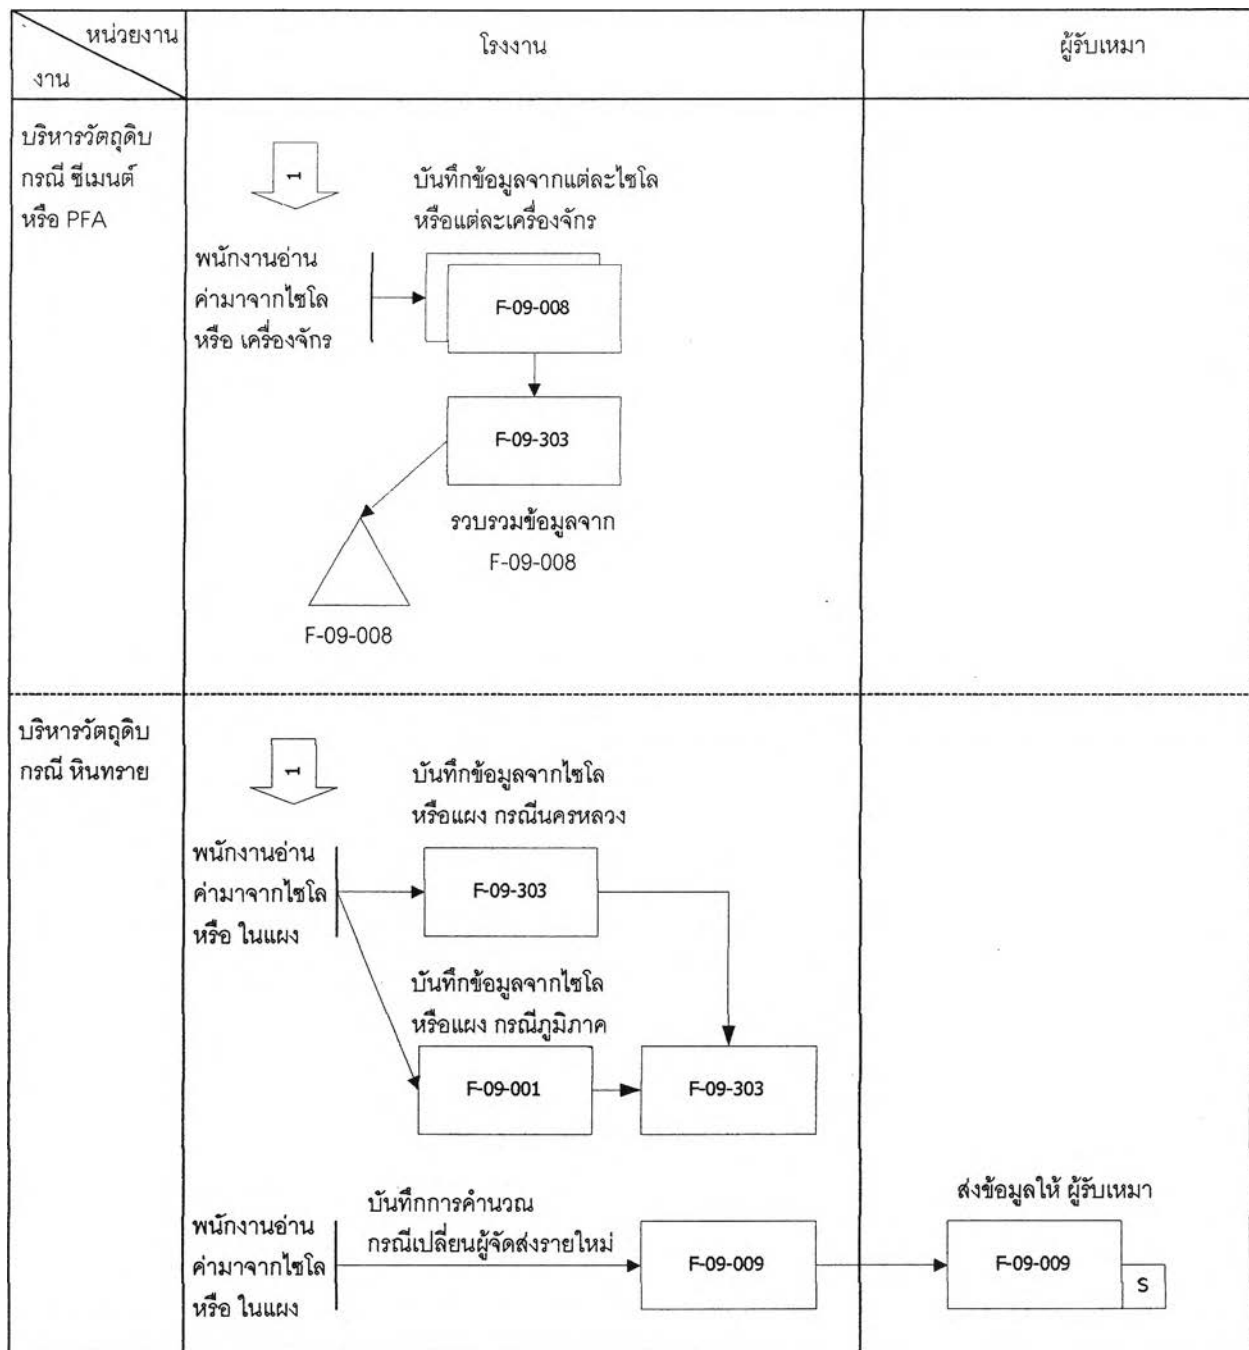 หน่วยงาน
งาน
โรงงาน
ผู้รับเหมา
บริหารวัตถุดิบ
กรณี ซีเมนต์
หรือ PFA
1
บันทึกข้อมูลจากแต่ละไซโล
หรือแต่ละเครื่องจักร
พนักงานอ่าน
ค่ามาจากไซโล
หรือ เครื่องจักร
F-09-008
F-09-303
รวบรวมข้อมูลจาก
F-09-008
F-09-008
บริหารวัตถุดิบ
กรณี หินทราย
1
บันทึกข้อมูลจากไซโล
หรือแผง กรณีนครหลวง
พนักงานอ่าน
ค่ามาจากไซโล
หรือ ในแผง
F-09-303
บันทึกข้อมูลจากไซโล
หรือแผง กรณีภูมิภาค
F-09-001
F-09-303
บันทึกการคำนวณ
กรณีเปลี่ยนผู้จัดส่งรายใหม่
พนักงานอ่าน
ค่ามาจากไซโล
หรือ ในแผง
F-09-009
ส่งข้อมูลให้ ผู้รับเหมา
F-09-009
S